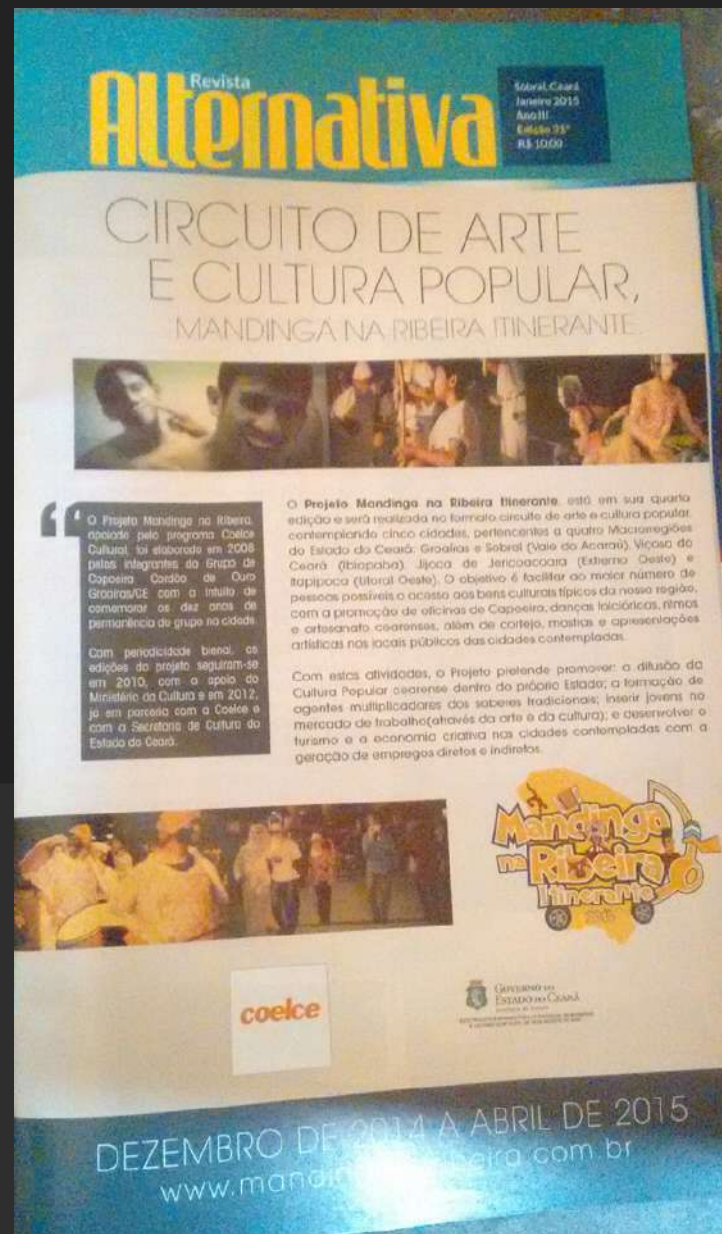 Revista
Alternativa
Sobral, Ceará
Janeiro 2015
Ano III
R$ 10,00
CIRCUITO DE ARTE
E CULTURA POPULAR,
MANDINGA NA RIBEIRA ITINERANTE
“
O Projeto Mandinga na Ribeira,
apoiado pelo programa Coelce
Cultural, foi elaborado em 2008
pelos integrantes do Grupo de
Capoeira Cordão de Ouro
Groaíras/CE com o intuito de
comemorar os dez anos de
permanência do grupo na cidade.
Com periodicidade bienal, as
edições do projeto seguiram-se
em 2010, com o apoio do
Ministério da Cultura e em 2012,
já em parceria com a Coelce e
com a Secretaria de Cultura do
Estado do Ceará.
O Projeto Mandinga na Ribeira Itinerante, está em sua quarta
edição e será realizada no formato circuito de arte e cultura popular,
contemplando cinco cidades, pertencentes a quatro Macrorregiões
do Estado do Ceará: Groaíras e Sobral (Vale do Acaraú), Viçosa do
Ceará (Ibiapaba), Jijoca de Jericoacoara (Extremo Oeste) e
Itapipoca (Litoral Oeste). O objetivo é facilitar ao maior número de
pessoas possíveis o acesso aos bens culturais típicos da nossa região,
com a promoção de oficinas de Capoeira, danças folclóricas, ritmos
e artesanato cearenses, além de cortejo, mostras e apresentações
artísticas nos locais públicos das cidades contempladas.
Com estas atividades, o Projeto pretende promover: a difusão da
Cultura Popular cearense dentro do próprio Estado; a formação de
agentes multiplicadores dos saberes tradicionais; inserir jovens no
mercado de trabalho(através da arte e da cultura); e desenvolver o
turismo e a economia criativa nas cidades contempladas com a
geração de empregos diretos e indiretos.
Mandinga
na Ribeira
Itinerante
coelce
GOVERNO DO
ESTADO DO CEARÁ
DEZEMBRO DE 2014 A ABRIL DE 2015